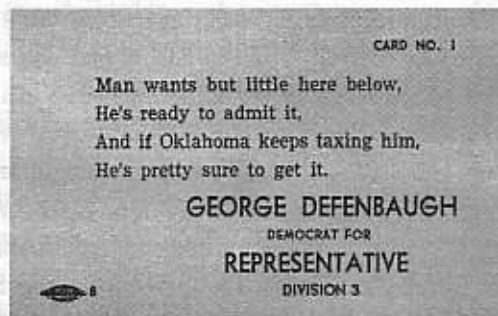 CARD NO. 1
Man wants but little here below,
He's ready to admit it,
And if Oklahoma keeps taxing him,
He's pretty sure to get it.
GEORGE DEFENBAUGH
DEMOCRAT FOR
REPRESENTATIVE
DIVISION 3
8